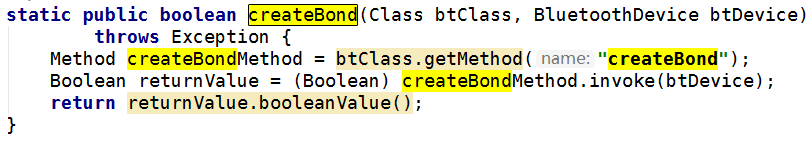 static public boolean createBond(Class btClass, BluetoothDevice btDevice)
throws Exception {
Method createBondMethod = btClass.getMethod( name: "createBond");
Boolean returnValue = (Boolean) createBondMethod.invoke(btDevice);
return returnValue.booleanValue();
}